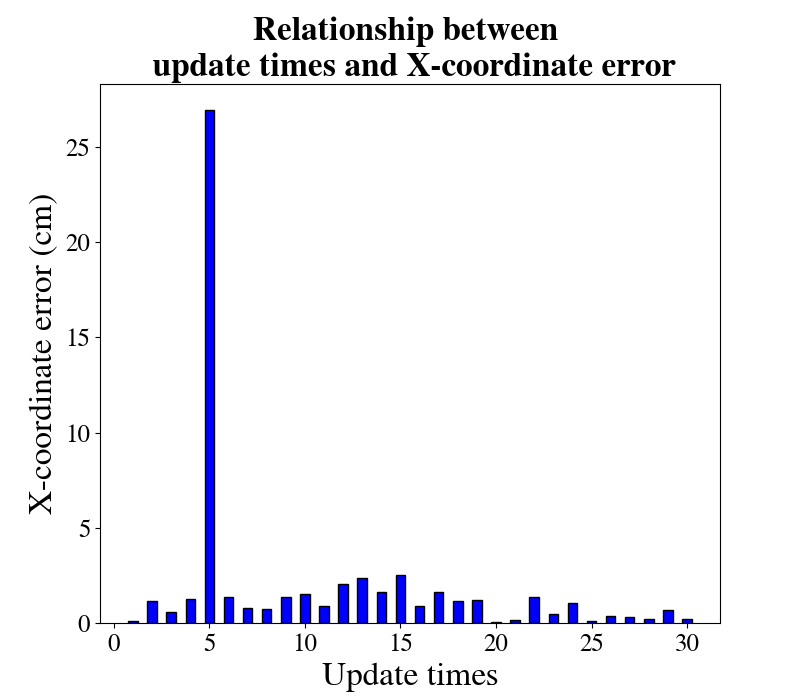 Relationship between
update times and X-coordinate error
X-coordinate error (cm)
25
20
15
10
5
0
0 5 10 15 20 25 30
Update times